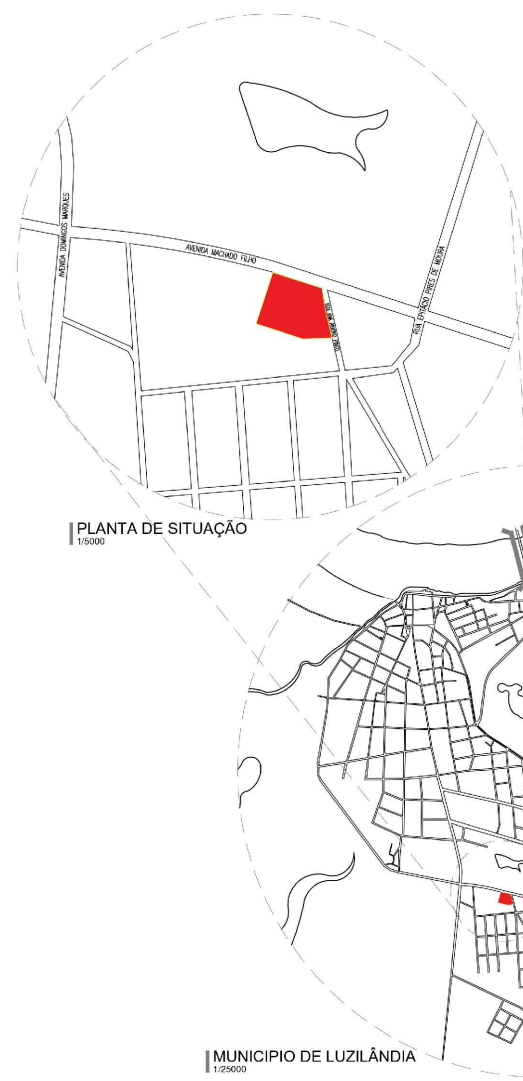 AVENIDA DOMINGOS MARQUES
AVENIDA MACHADO FILHO
RUA EPITÁCIO PIRES DE MOURA
PLANTA DE SITUAÇÃO
1/5000
MUNICIPIO DE LUZILÂNDIA
1/25000